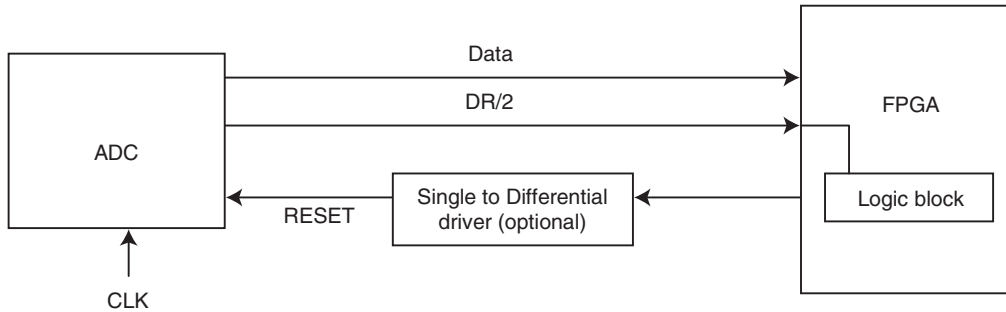 Data
DR/2
FPGA
ADC
Logic block
Single to Differential
driver (optional)
RESET
CLK